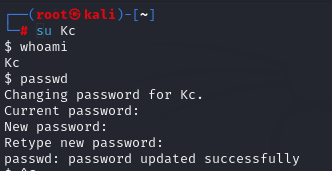 ┌──(root㉿kali)-[~]
└─# su Kc
$ whoami
Kc
$ passwd
Changing password for Kc.
Current password:
New password:
Retype new password:
passwd: password updated successfully